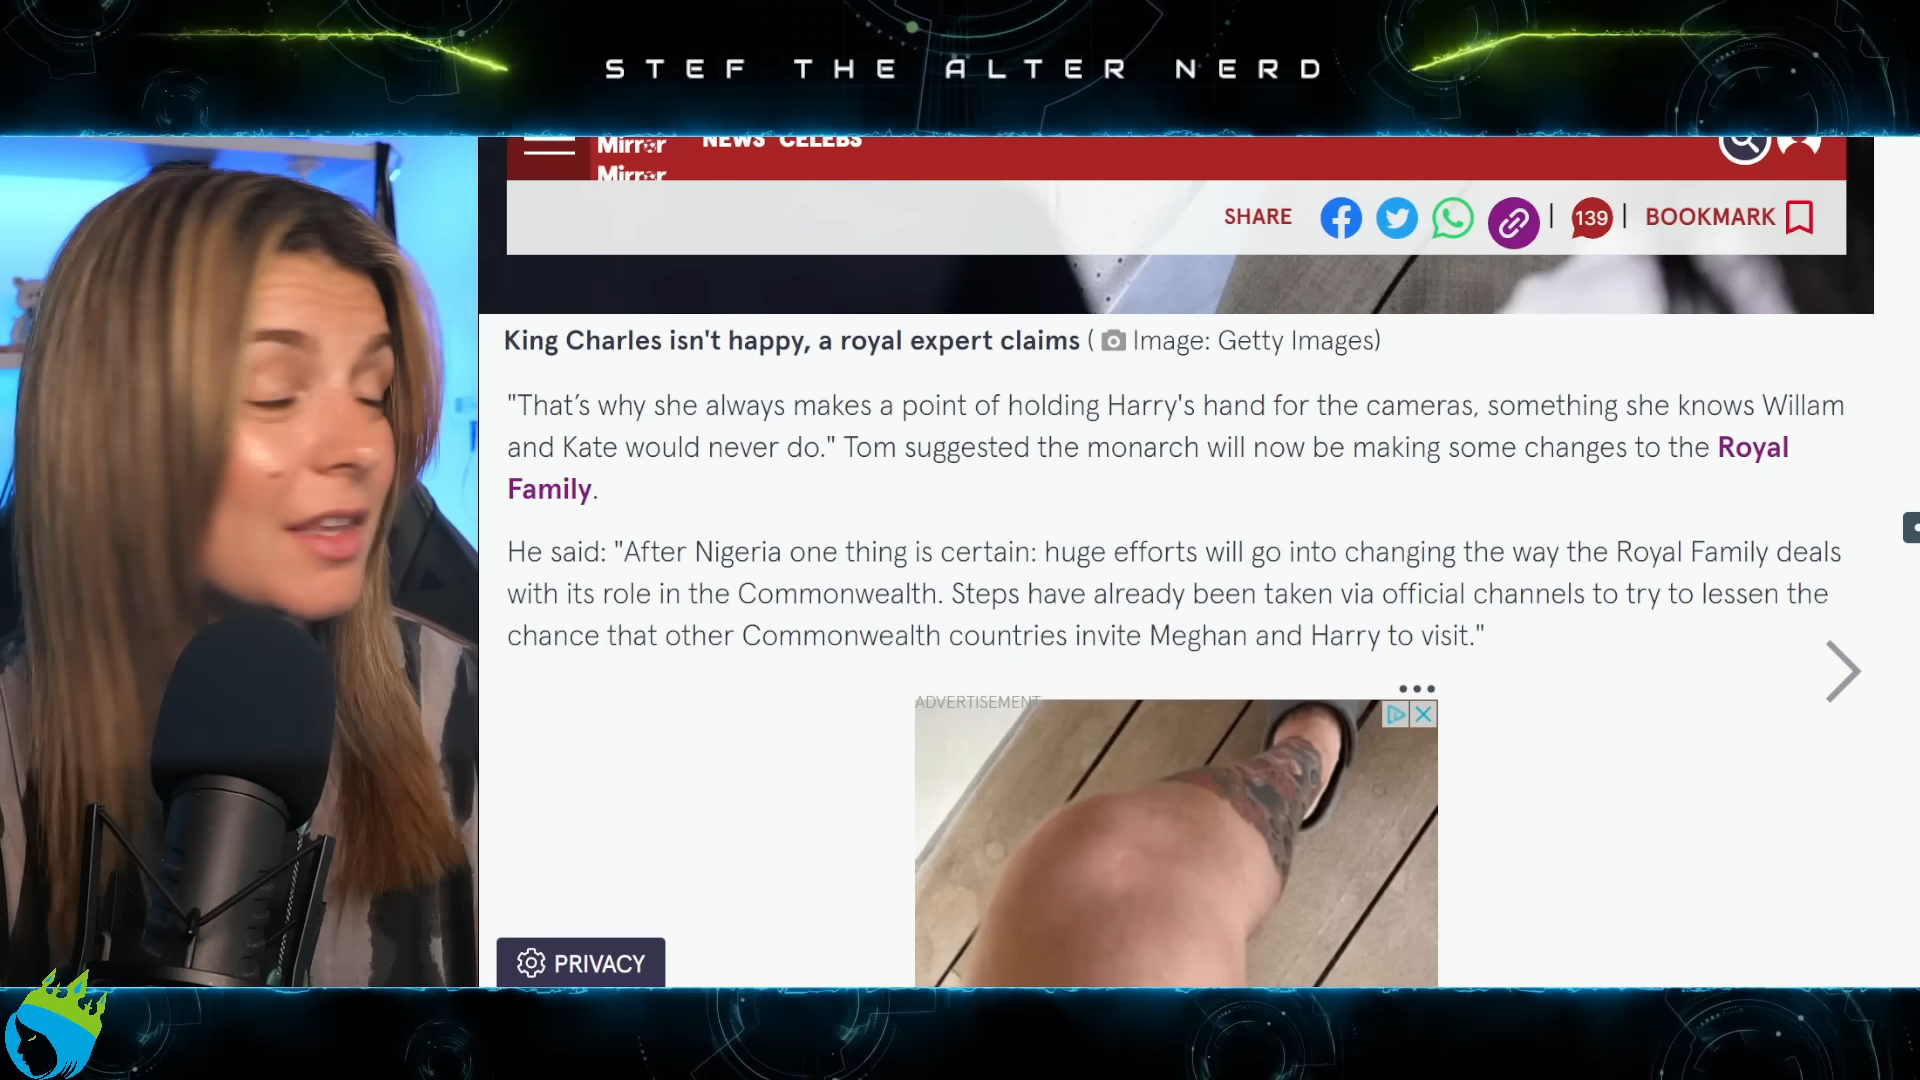 STEF THE ALTER NERD
Mirror NEWS CELEBS
Mirror
SHARE | 139 | BOOKMARK
King Charles isn't happy, a royal expert claims ( Image: Getty Images)
"That’s why she always makes a point of holding Harry's hand for the cameras, something she knows Willam
and Kate would never do." Tom suggested the monarch will now be making some changes to the Royal
Family.
He said: "After Nigeria one thing is certain: huge efforts will go into changing the way the Royal Family deals
with its role in the Commonwealth. Steps have already been taken via official channels to try to lessen the
chance that other Commonwealth countries invite Meghan and Harry to visit."
ADVERTISEMENT
PRIVACY